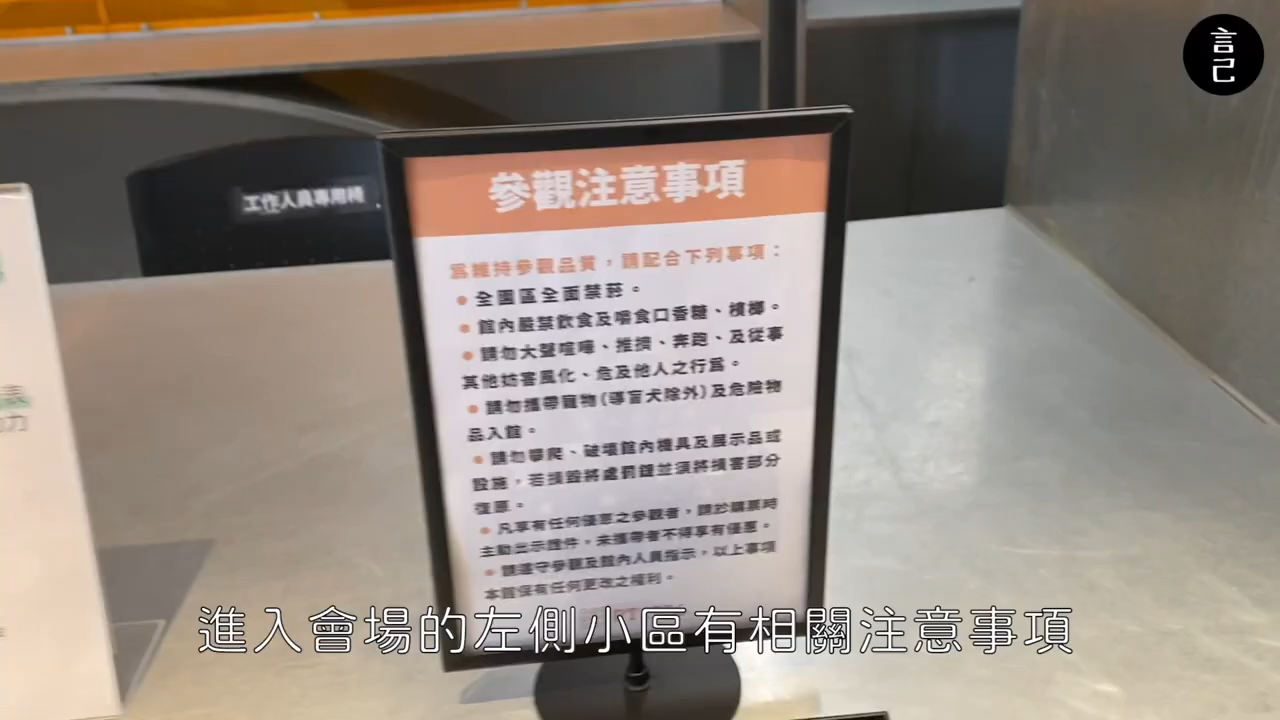 言己
工作人員專用椅
參觀注意事項
為維持參觀品質，請配合下列事項：
● 全園區全面禁菸。
● 館內嚴禁飲食及嚼食口香糖、檳榔。
● 請勿大聲喧嘩、推擠、奔跑、及從事
其他妨害風化、危及他人之行為。
● 請勿攜帶寵物(導盲犬除外)及危險物
品入館。
● 請勿攀爬、破壞館內機具及展示品或
設施，若損毀將處罰鍰並須將損害部分
復原。
● 凡享有任何優惠之參觀者，請於購票時
主動出示證件，未攜帶者不得享有優惠。
● 請遵守參觀及館內人員指示，以上事項
本館保有任何更改之權利。
進入會場的左側小區有相關注意事項